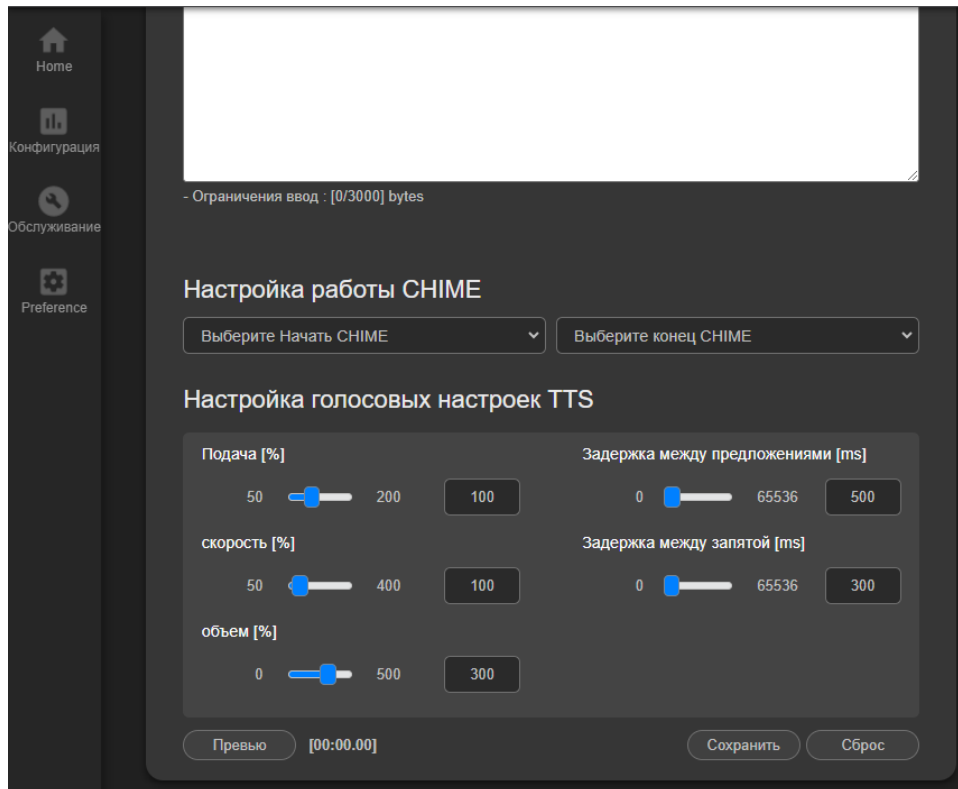 Home
Конфигурация
Обслуживание
Preference
- Ограничения ввод : [0/3000] bytes
Настройка работы CHIME
Выберите Начать CHIME
Выберите конец CHIME
Настройка голосовых настроек TTS
Подача [%]
50 200 100
Задержка между предложениями [ms]
0 65536 500
скорость [%]
50 400 100
Задержка между запятой [ms]
0 65536 300
объем [%]
0 500 300
Превью [00:00.00] Сохранить Сброс